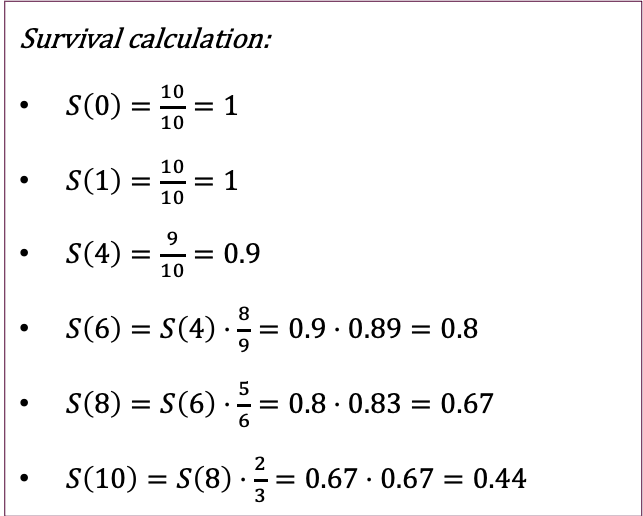 Survival calculation:
• S(0) = 10/10 = 1
• S(1) = 10/10 = 1
• S(4) = 9/10 = 0.9
• S(6) = S(4) · 8/9 = 0.9 · 0.89 = 0.8
• S(8) = S(6) · 5/6 = 0.8 · 0.83 = 0.67
• S(10) = S(8) · 2/3 = 0.67 · 0.67 = 0.44